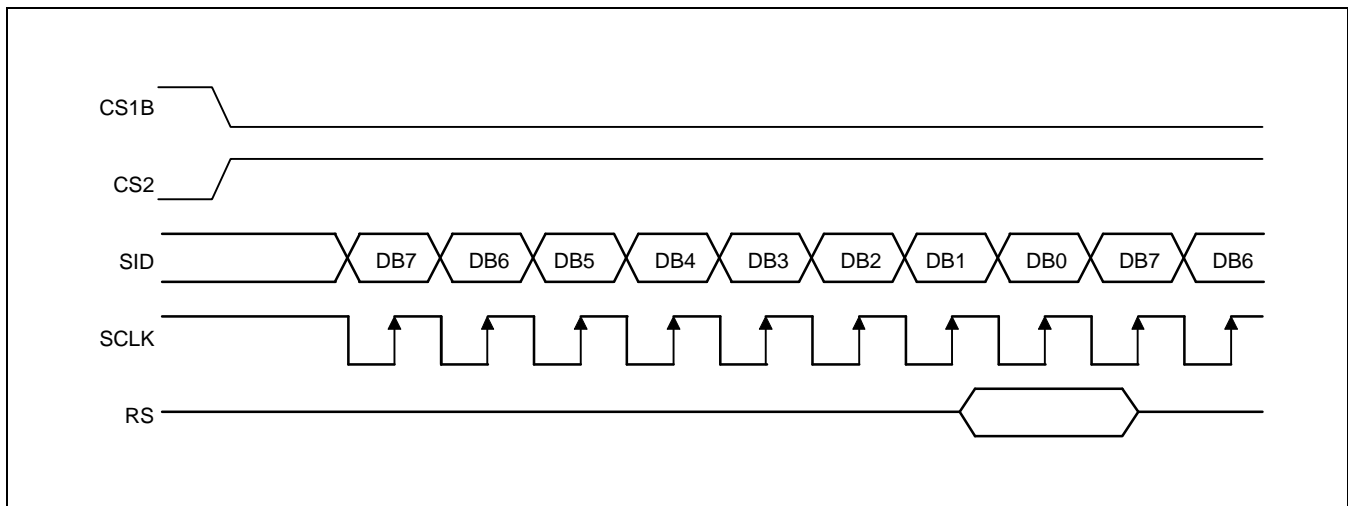 CS1B
CS2
SID DB7 DB6 DB5 DB4 DB3 DB2 DB1 DB0 DB7 DB6
SCLK
RS